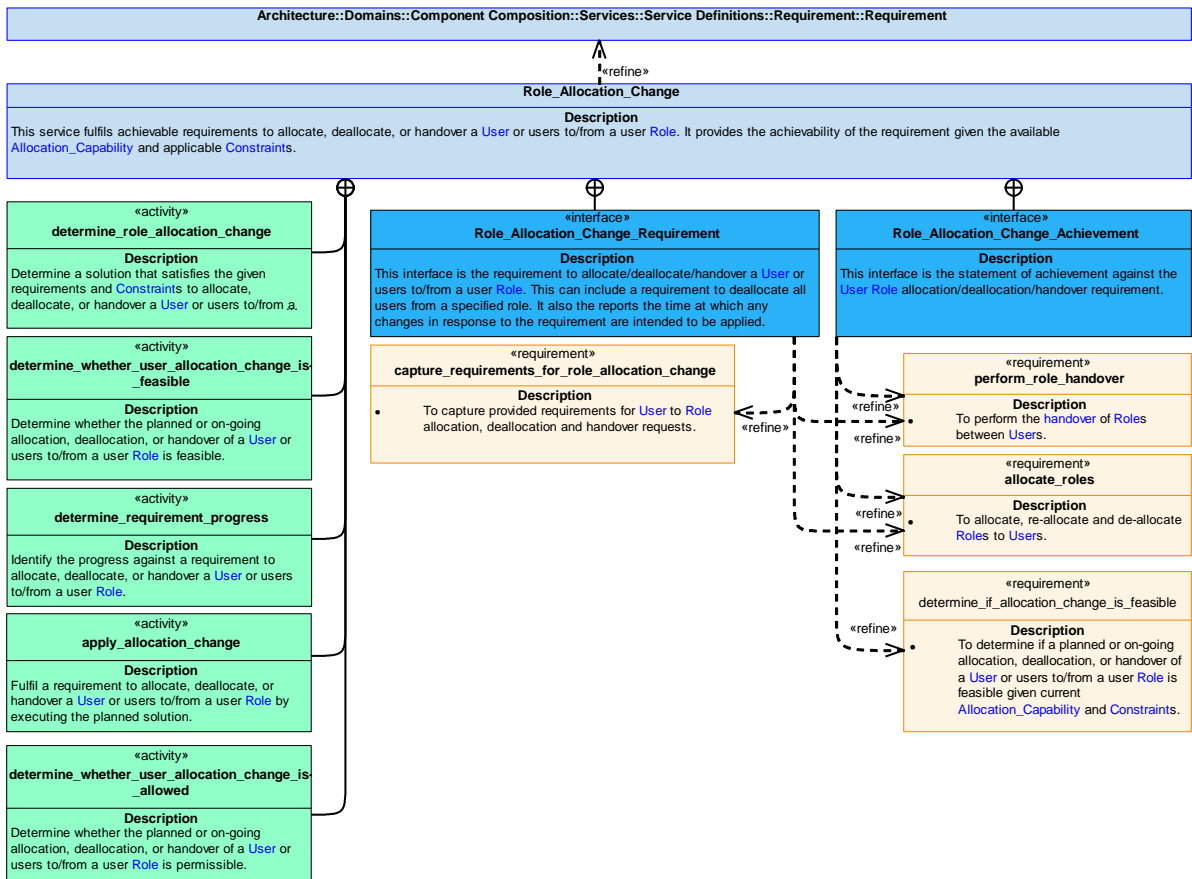 Architecture::Domains::Component Composition::Services::Service Definitions::Requirement::Requirement
«refine»
Role_Allocation_Change
Description
This service fulfils achievable requirements to allocate, deallocate, or handover a User or users to/from a user Role. It provides the achievability of the requirement given the available
Allocation_Capability and applicable Constraints.
«activity»
determine_role_allocation_change
Description
Determine a solution that satisfies the given
requirements and Constraints to allocate,
deallocate, or handover a User or users to/from a.
«activity»
determine_whether_user_allocation_change_is-
_feasible
Description
Determine whether the planned or on-going
allocation, deallocation, or handover of a User or
users to/from a user Role is feasible.
«activity»
determine_requirement_progress
Description
Identify the progress against a requirement to
allocate, deallocate, or handover a User or users
to/from a user Role.
«activity»
apply_allocation_change
Description
Fulfil a requirement to allocate, deallocate, or
handover a User or users to/from a user Role by
executing the planned solution.
«activity»
determine_whether_user_allocation_change_is-
_allowed
Description
Determine whether the planned or on-going
allocation, deallocation, or handover of a User or
users to/from a user Role is permissible.
«interface»
Role_Allocation_Change_Requirement
Description
This interface is the requirement to allocate/deallocate/handover a User or
users to/from a user Role. This can include a requirement to deallocate all
users from a specified role. It also the reports the time at which any
changes in response to the requirement are intended to be applied.
«interface»
Role_Allocation_Change_Achievement
Description
This interface is the statement of achievement against the
User Role allocation/deallocation/handover requirement.
«requirement»
capture_requirements_for_role_allocation_change
Description
• To capture provided requirements for User to Role
allocation, deallocation and handover requests.
«refine»
«refine»
«refine»
«requirement»
perform_role_handover
Description
• To perform the handover of Roles
between Users.
«refine»
«refine»
«requirement»
allocate_roles
Description
• To allocate, re-allocate and de-allocate
Roles to Users.
«refine»
«requirement»
determine_if_allocation_change_is_feasible
Description
• To determine if a planned or on-going
allocation, deallocation, or handover of
a User or users to/from a user Role is
feasible given current
Allocation_Capability and Constraints.